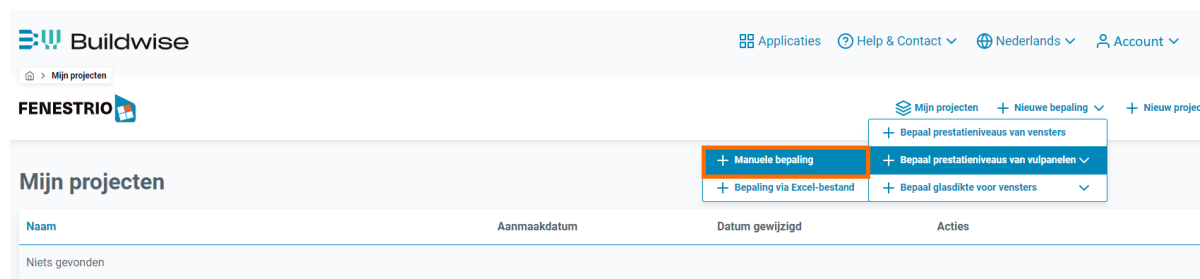 Buildwise
Applicaties Help & Contact Nederlands Account
> Mijn projecten
FENESTRIO
Mijn projecten + Nieuwe bepaling + Nieuw projec
+ Bepaal prestatieniveaus van vensters
+ Manuele bepaling + Bepaal prestatieniveaus van vulpanelen
+ Bepaling via Excel-bestand + Bepaal glasdikte voor vensters
Mijn projecten
Naam Aanmaakdatum Datum gewijzigd Acties
Niets gevonden